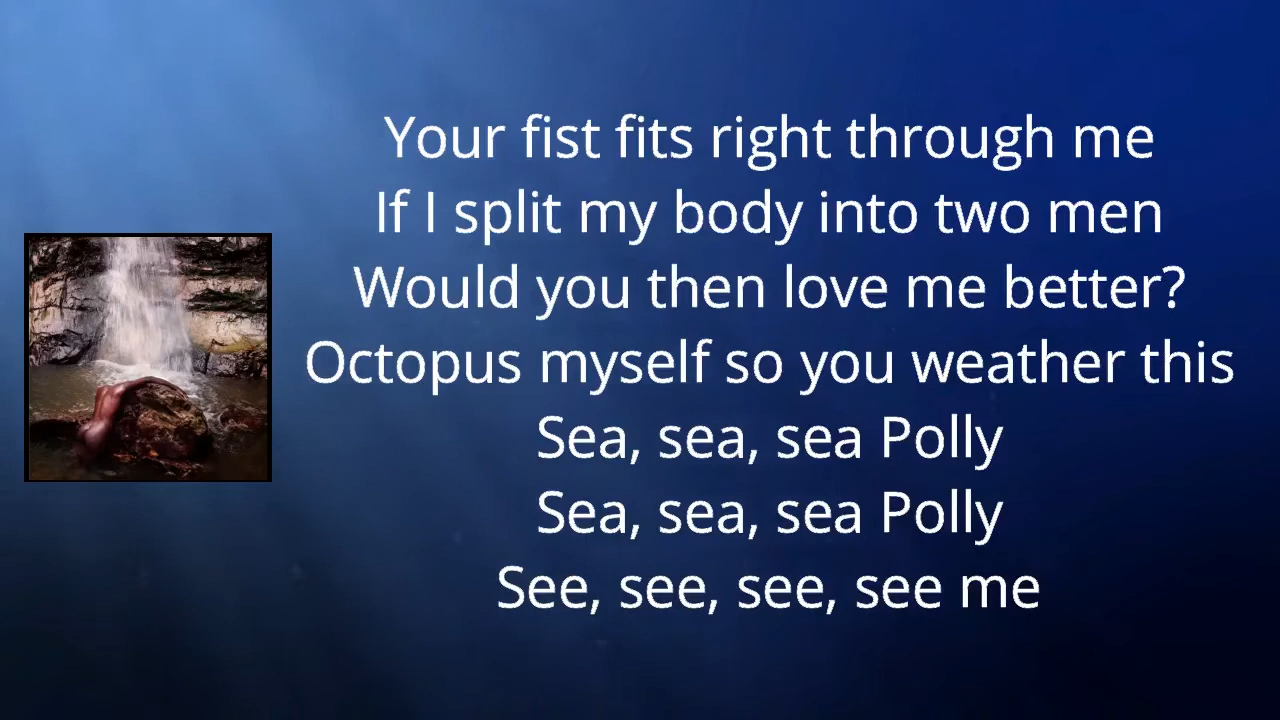 Your fist fits right through me
If I split my body into two men
Would you then love me better?
Octopus myself so you weather this
Sea, sea, sea Polly
Sea, sea, sea Polly
See, see, see, see me